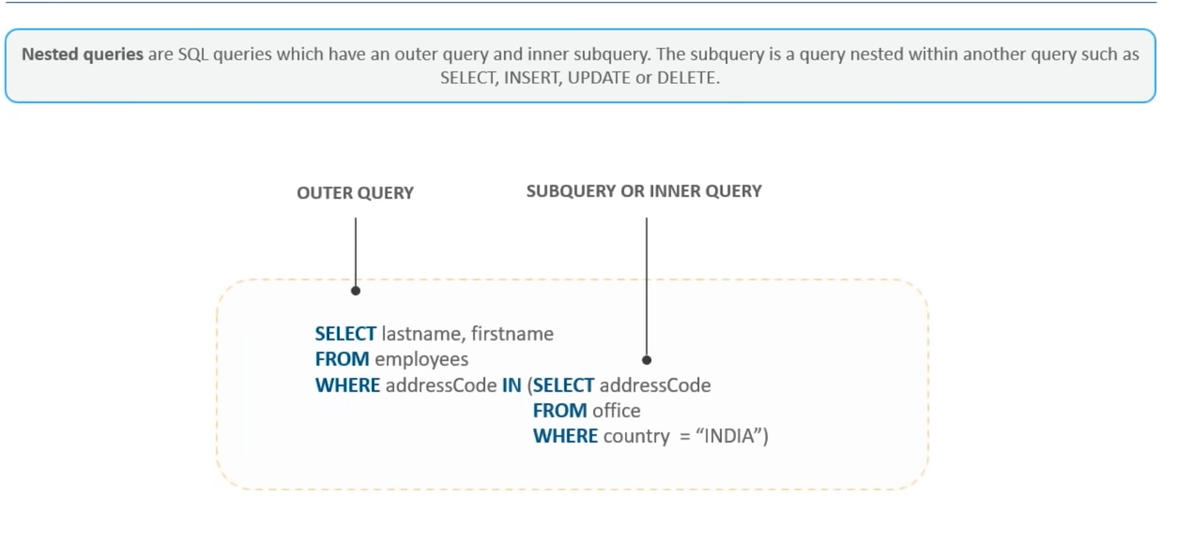 Nested queries are SQL queries which have an outer query and inner subquery. The subquery is a query nested within another query such as
SELECT, INSERT, UPDATE or DELETE.
OUTER QUERY
SUBQUERY OR INNER QUERY
SELECT lastname, firstname
FROM employees
WHERE addressCode IN (SELECT addressCode
FROM office
WHERE country = “INDIA”)